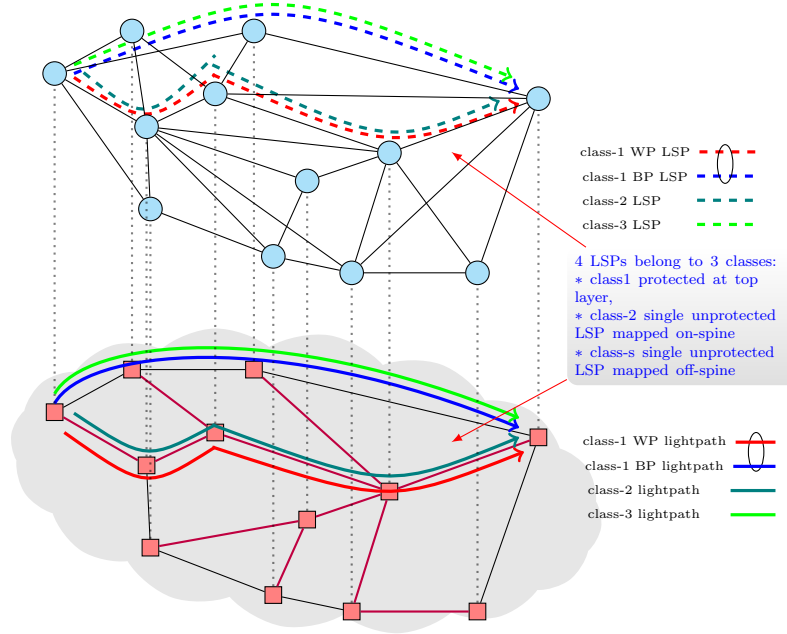 class-1 WP LSP
class-1 BP LSP
class-2 LSP
class-3 LSP
4 LSPs belong to 3 classes:
* class1 protected at top
layer,
* class-2 single unprotected
LSP mapped on-spine
* class-s single unprotected
LSP mapped off-spine
class-1 WP lightpath
class-1 BP lightpath
class-2 lightpath
class-3 lightpath